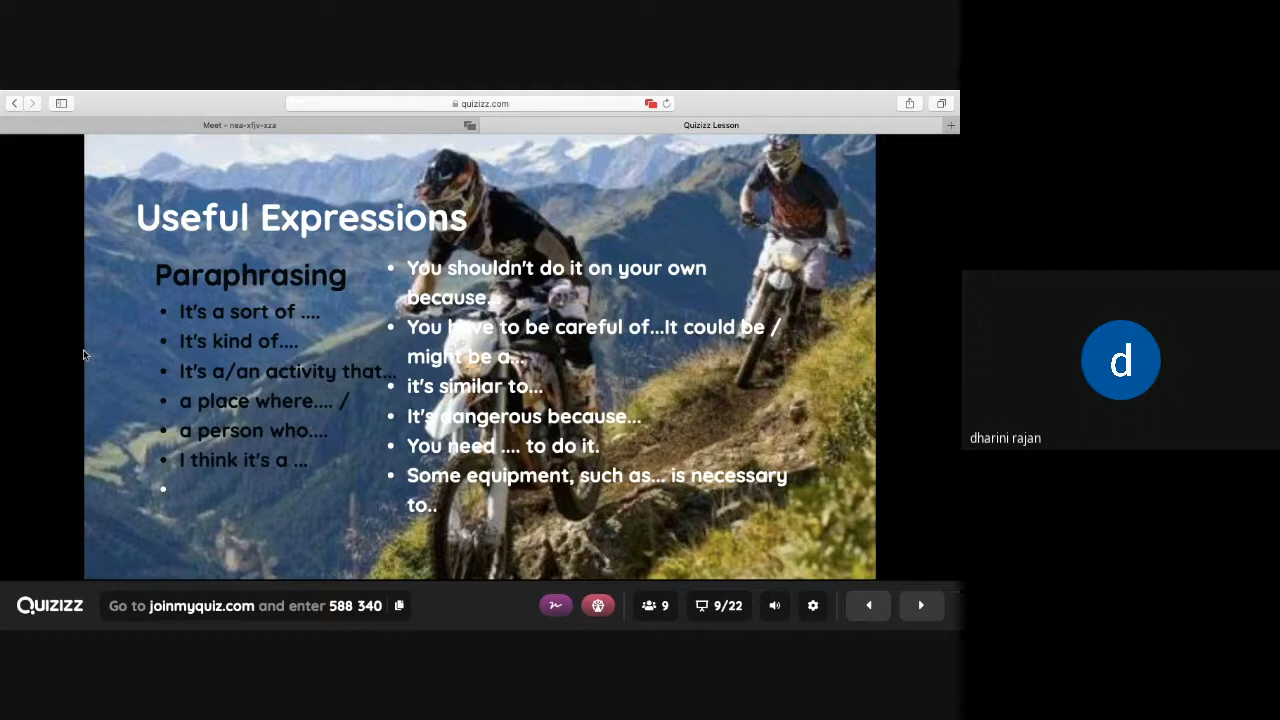 quizizz.com
Meet - nea-xfjv-xza
Quizizz Lesson
Useful Expressions
Paraphrasing
• It's a sort of ....
• It's kind of....
• It's a/an activity that...
• a place where.... /
• a person who....
• I think it's a ...
•
• You shouldn't do it on your own
because...
• You have to be careful of...It could be /
might be a...
• it's similar to...
• It's dangerous because...
• You need .... to do it.
• Some equipment, such as... is necessary
to..
d
dharini rajan
QUIZIZZ
Go to joinmyquiz.com and enter 588 340
9
9/22